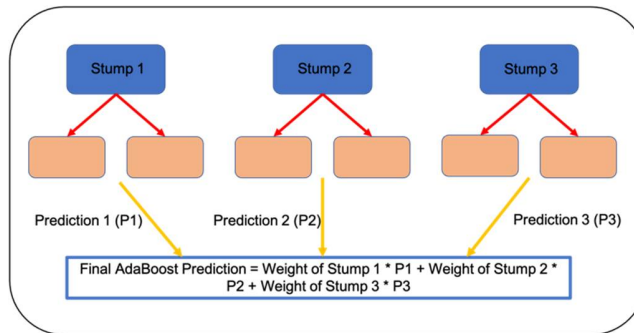 Stump 1
Stump 2
Stump 3
Prediction 1 (P1)
Prediction 2 (P2)
Prediction 3 (P3)
Final AdaBoost Prediction = Weight of Stump 1 * P1 + Weight of Stump 2 *
P2 + Weight of Stump 3 * P3